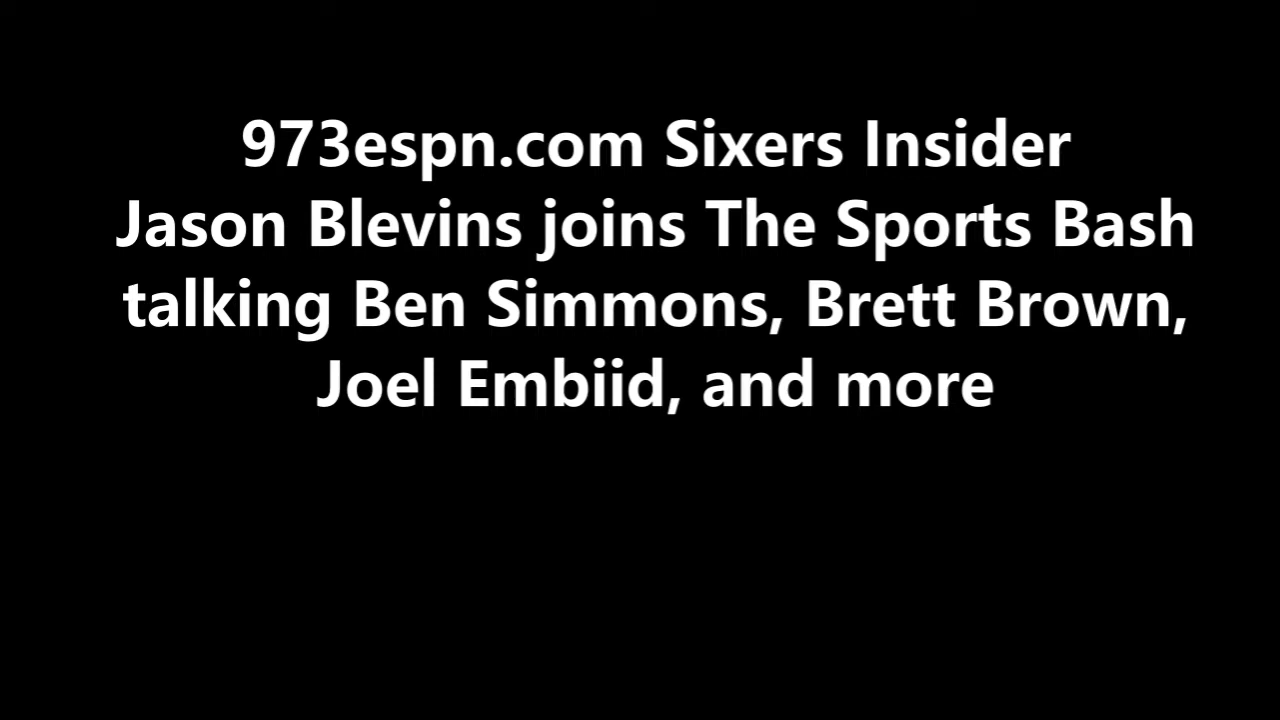 973espn.com Sixers Insider
Jason Blevins joins The Sports Bash
talking Ben Simmons, Brett Brown,
Joel Embiid, and more